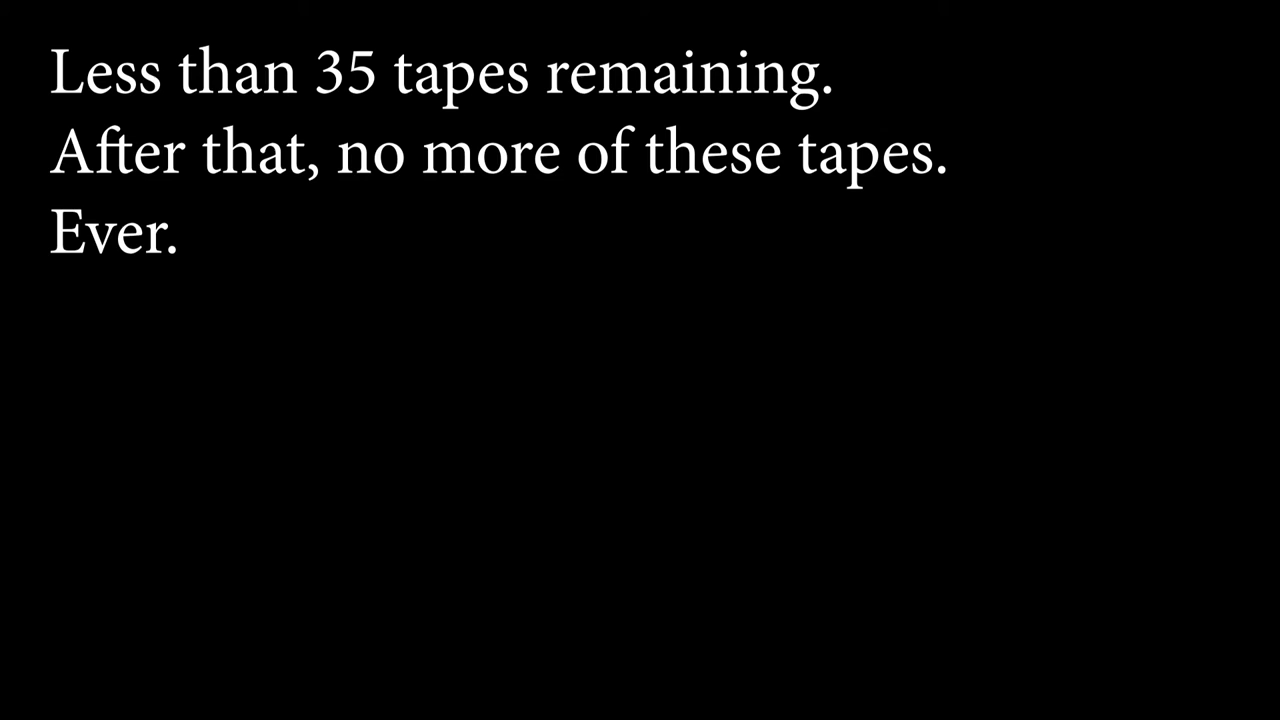 Less than 35 tapes remaining.
After that, no more of these tapes.
Ever.